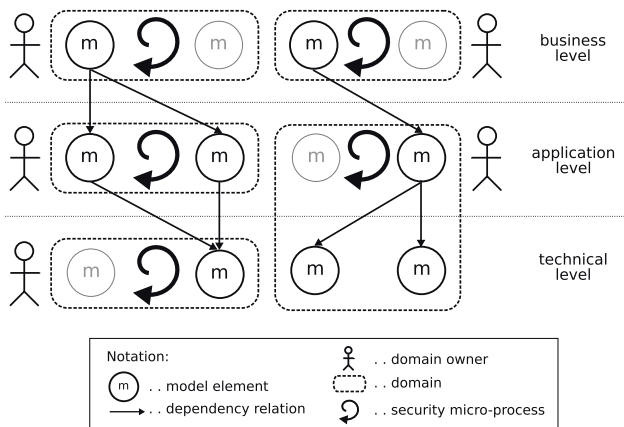 m
m
m
m
business
level
m
m
m
m
application
level
m
m
m
m
technical
level
Notation:
m
. . model element
. . dependency relation
. . domain owner
. . domain
. . security micro-process